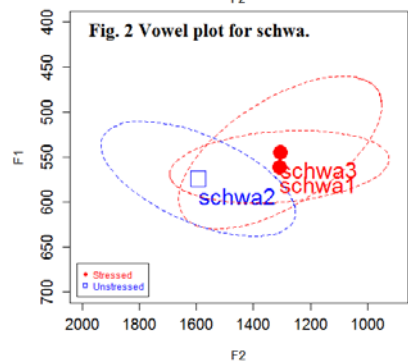 F2
Fig. 2 Vowel plot for schwa.
400
450
500
550
600
650
700
F1
schwa3
schwa1
schwa2
Stressed
Unstressed
2000
1800
1600
1400
1200
1000
F2